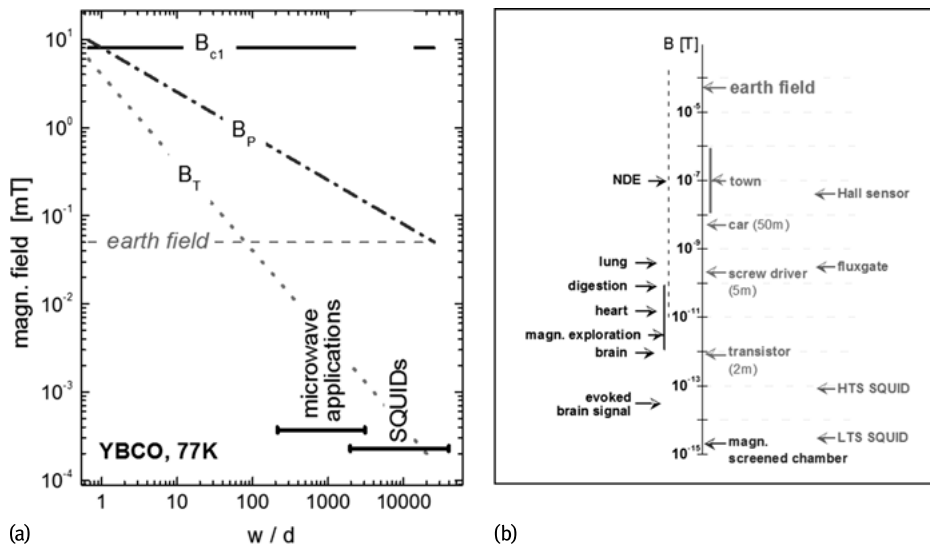 magn. field [mT]
10¹
10⁰
10⁻¹
10⁻²
10⁻³
10⁻⁴
B_c1
B_P
B_T
earth field
microwave
applications
SQUIDs
YBCO, 77K
1
10
100
1000
10000
w / d
(a)
B [T]
earth field
10⁻⁵
NDE
10⁻⁷
town
Hall sensor
car (50m)
10⁻⁹
lung
fluxgate
screw driver
(5m)
digestion
heart
10⁻¹¹
magn. exploration
brain
transistor
(2m)
10⁻¹³
HTS SQUID
evoked
brain signal
LTS SQUID
10⁻¹⁵
magn.
screened chamber
(b)